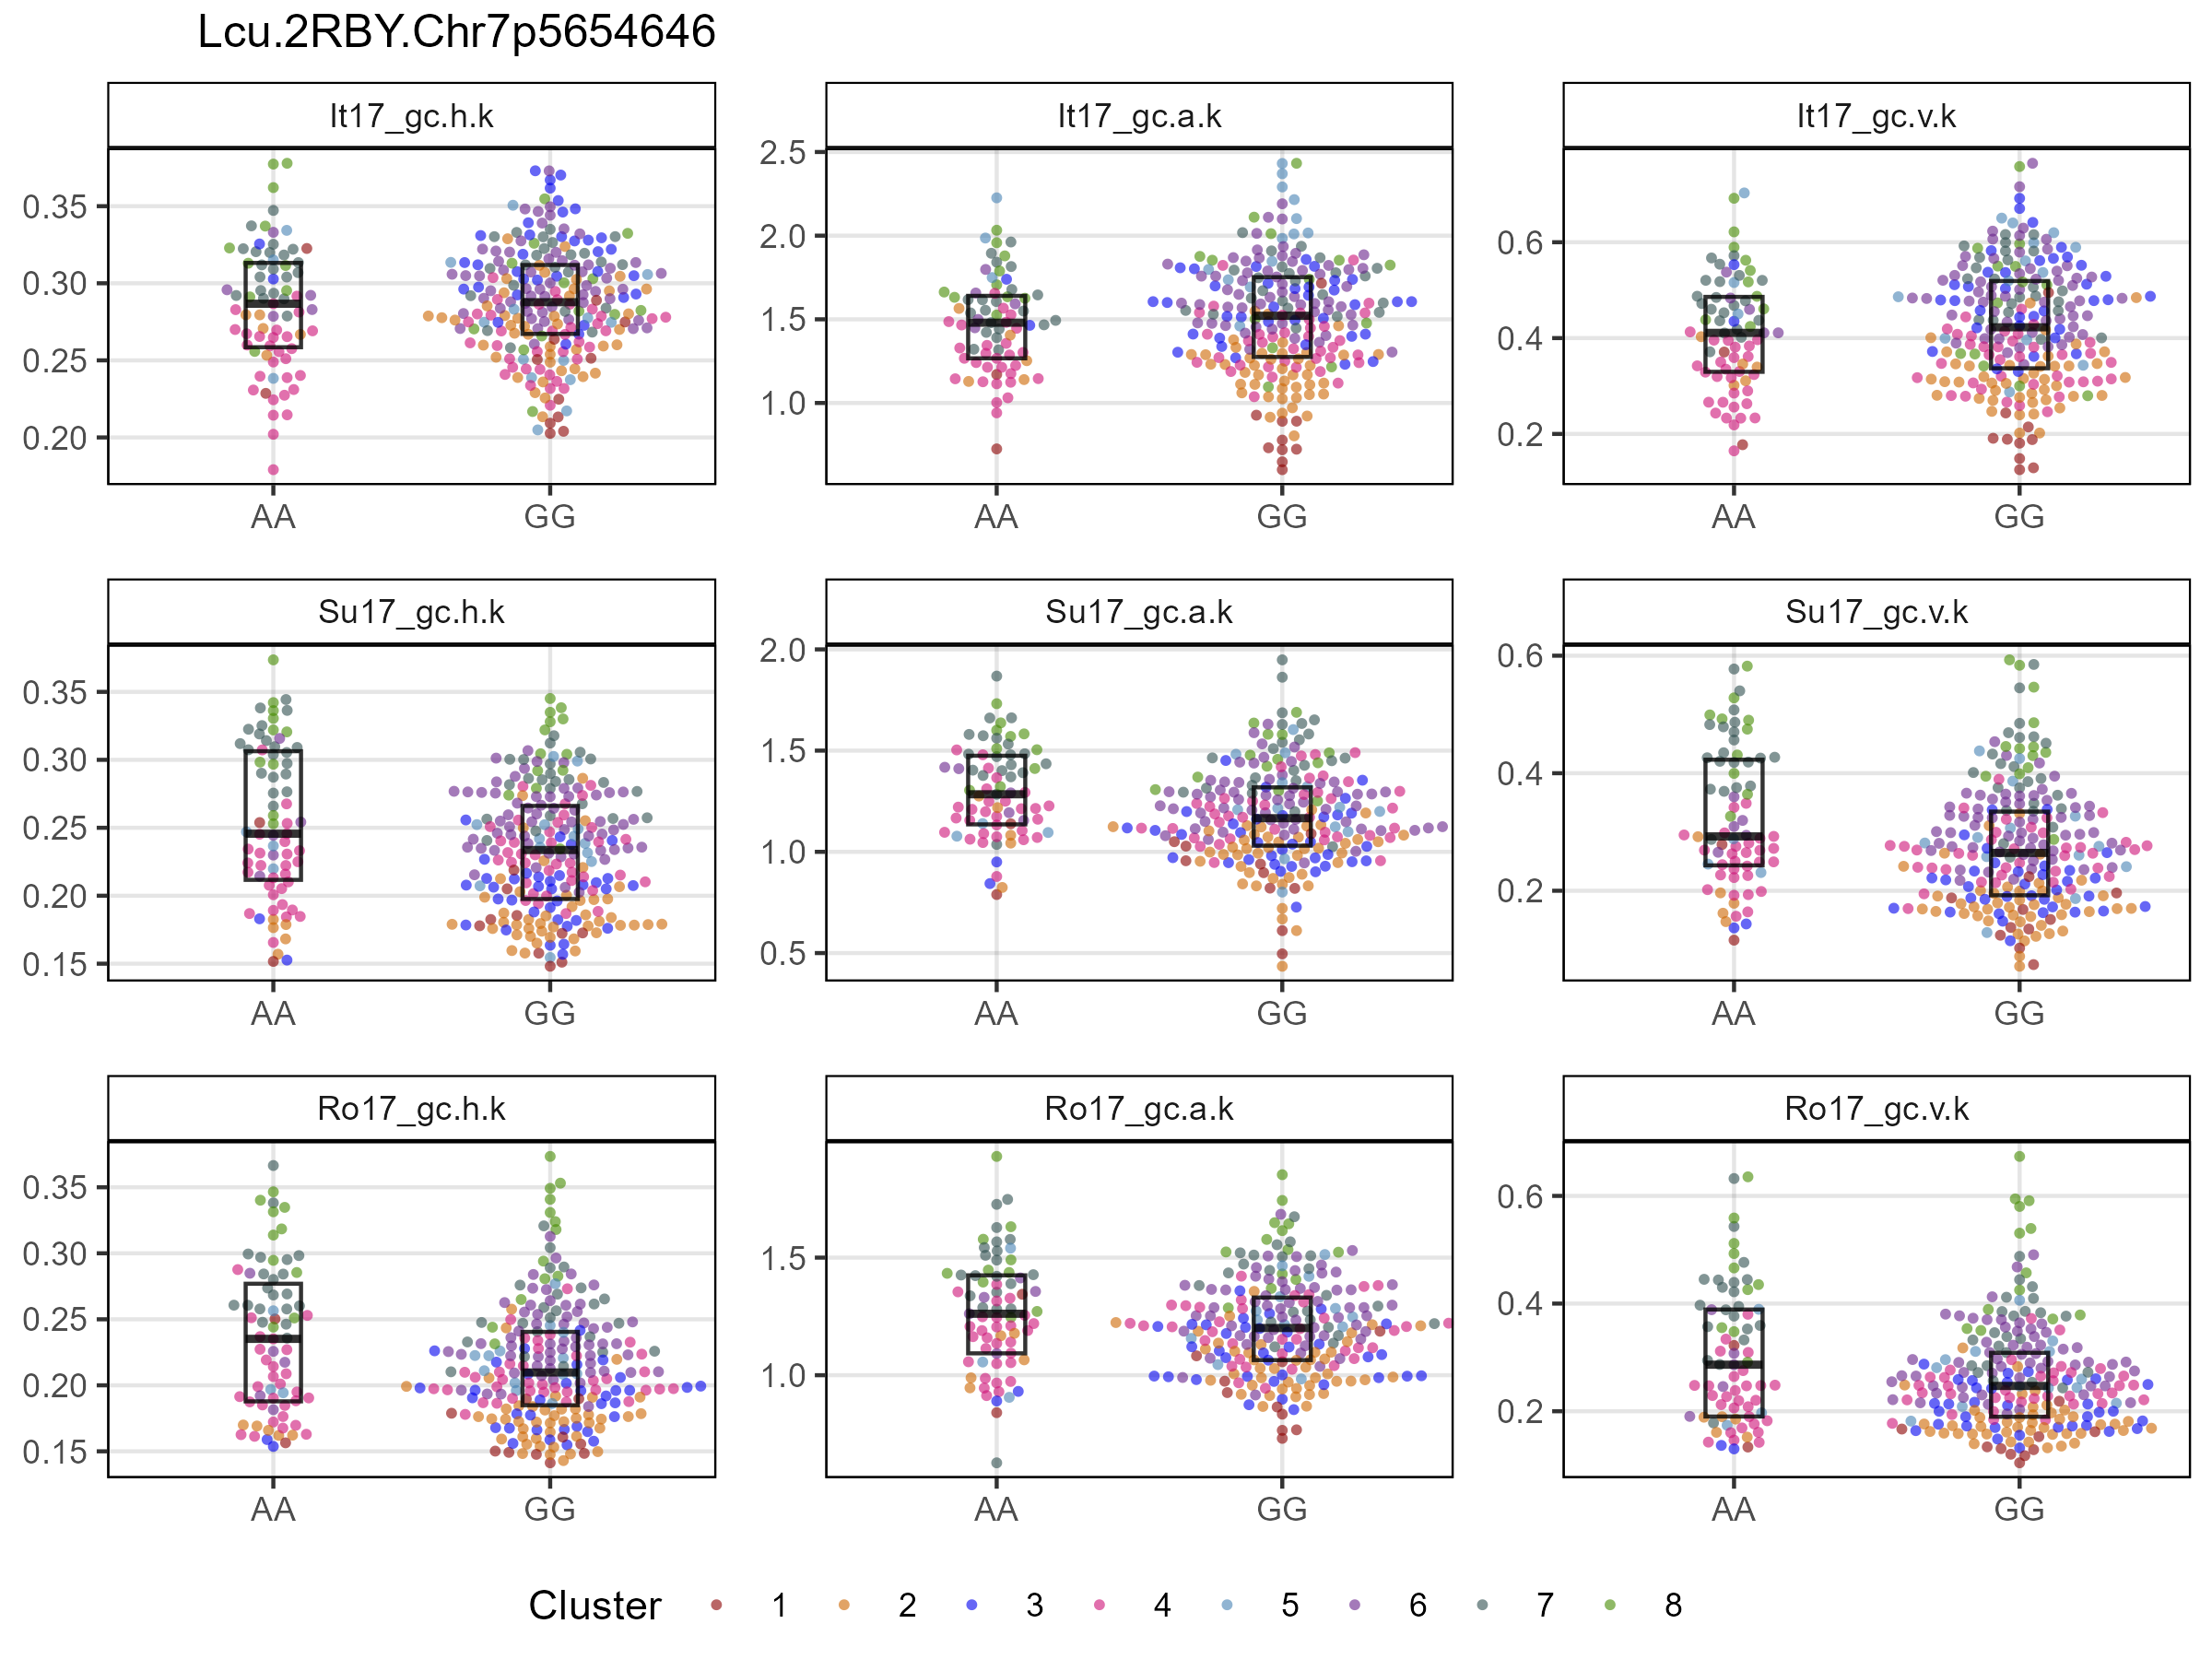 Lcu.2RBY.Chr7p5654646
It17_gc.h.k
It17_gc.a.k
It17_gc.v.k
0.35
0.30
0.25
0.20
AA GG
2.5
2.0
1.5
1.0
AA GG
0.6
0.4
0.2
AA GG
Su17_gc.h.k
Su17_gc.a.k
Su17_gc.v.k
0.35
0.30
0.25
0.20
0.15
AA GG
2.0
1.5
1.0
0.5
AA GG
0.6
0.4
0.2
AA GG
Ro17_gc.h.k
Ro17_gc.a.k
Ro17_gc.v.k
0.35
0.30
0.25
0.20
0.15
AA GG
1.5
1.0
AA GG
0.6
0.4
0.2
AA GG
Cluster 1 2 3 4 5 6 7 8